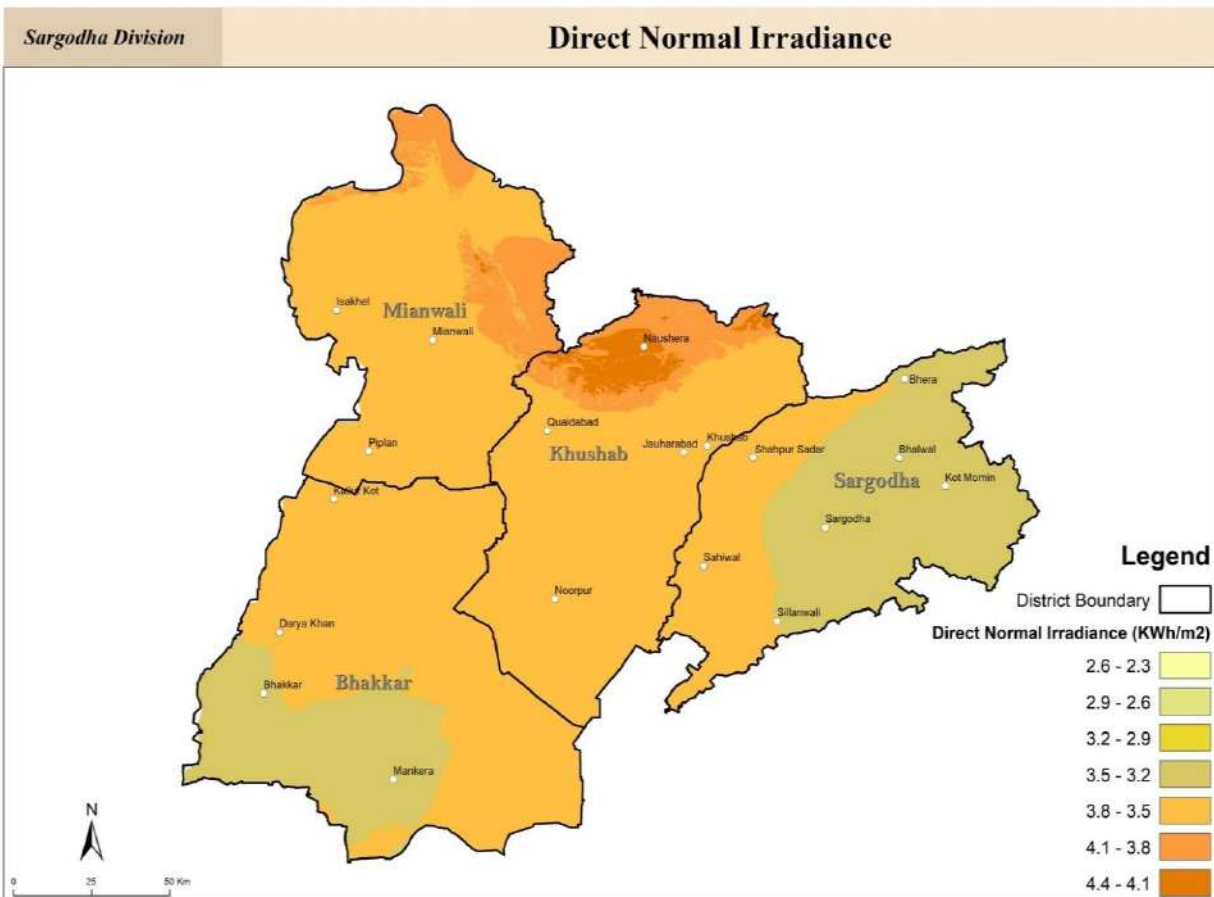 Sargodha Division
Direct Normal Irradiance
Isakhel
Mianwali
Mianwali
Naushera
Bhera
Quaidabad
Piplan
Khushab
Jauharabad
Khushab
Shahpur Sadar
Bhalwal
Sargodha
Kot Momin
Kallur Kot
Sargodha
Sahiwal
Noorpur
Sillanwali
Darya Khan
Bhakkar
Bhakkar
Mankera
N
0 25 50 Km
Legend
District Boundary
Direct Normal Irradiance (KWh/m2)
2.6 - 2.3
2.9 - 2.6
3.2 - 2.9
3.5 - 3.2
3.8 - 3.5
4.1 - 3.8
4.4 - 4.1